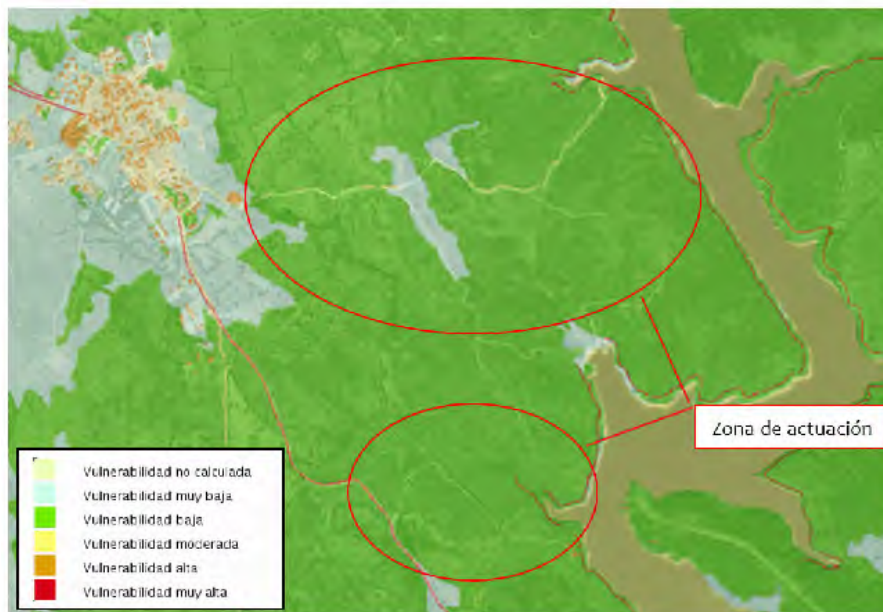 Zona de actuación
Vulnerabilidad no calculada
Vulnerabilidad muy baja
Vulnerabilidad baja
Vulnerabilidad moderada
Vulnerabilidad alta
Vulnerabilidad muy alta